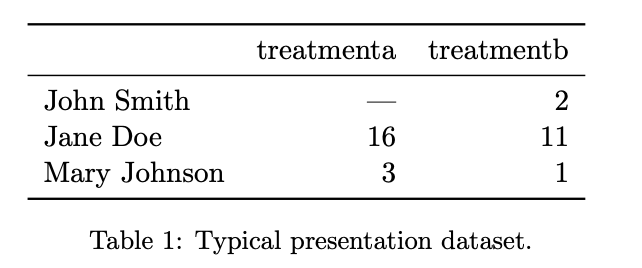 treatmenta treatmentb
John Smith — 2
Jane Doe 16 11
Mary Johnson 3 1
Table 1: Typical presentation dataset.